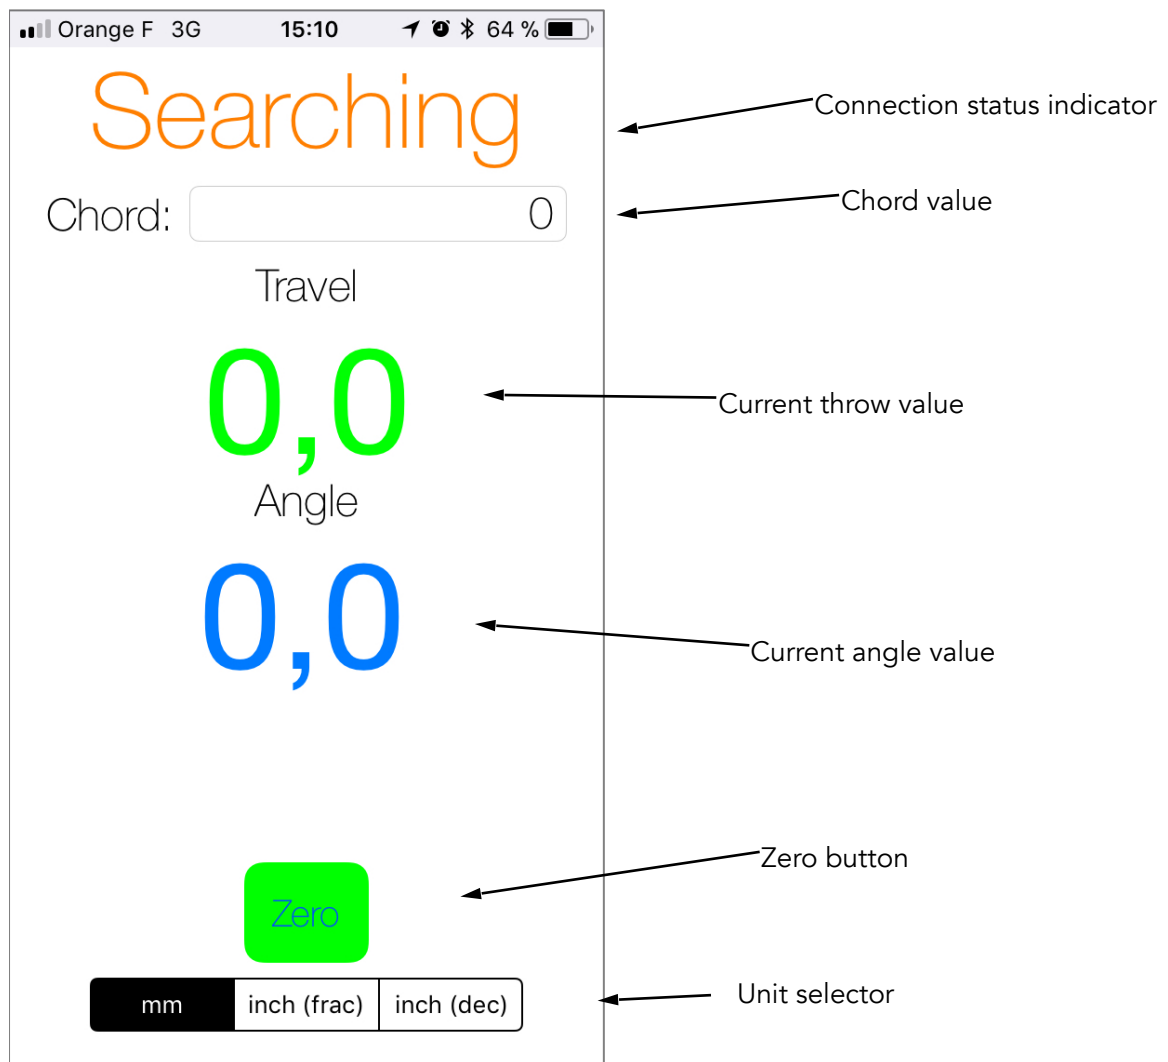 Orange F 3G 15:10 64 %
Searching
Connection status indicator
Chord: 0
Chord value
Travel
0,0
Current throw value
Angle
0,0
Current angle value
Zero button
Zero
mm inch (frac) inch (dec)
Unit selector